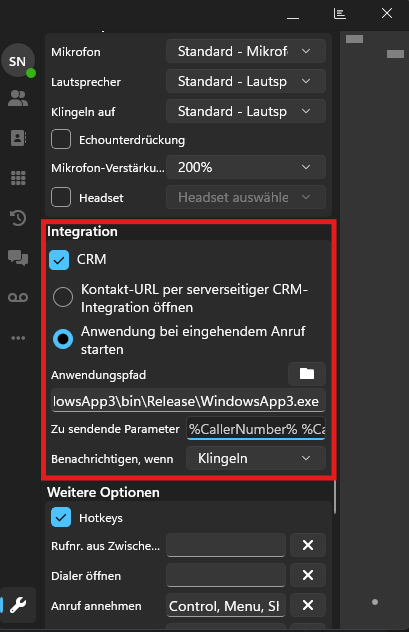 SN
Mikrofon
Standard - Mikrof
Lautsprecher
Standard - Lautsp
Klingeln auf
Standard - Lautsp
Echounterdrückung
Mikrofon-Verstärku...
200%
Headset
Headset auswähle
Integration
CRM
Kontakt-URL per serverseitiger CRM-
Integration öffnen
Anwendung bei eingehendem Anruf
starten
Anwendungspfad
lowsApp3\bin\Release\WindowsApp3.exe
Zu sendende Parameter
%CallerNumber% %Ca
Benachrichtigen, wenn
Klingeln
Weitere Optionen
Hotkeys
Rufnr. aus Zwische...
Dialer öffnen
Anruf annehmen
Control, Menu, SI